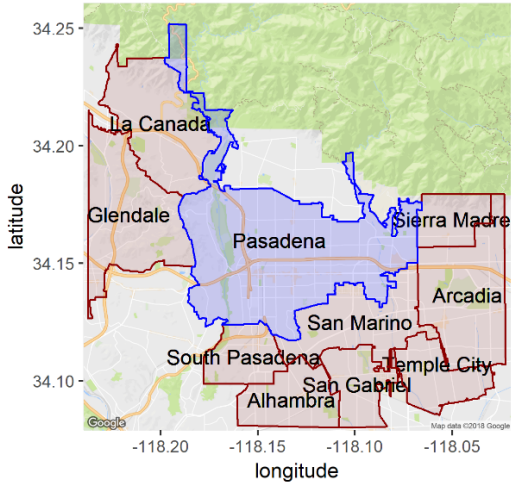 34.25
34.20
34.15
34.10
latitude
La Canada
Glendale
Pasadena
Sierra Madre
Arcadia
San Marino
South Pasadena
Temple City
San Gabriel
Alhambra
Google
Map data ©2018 Google
-118.20
-118.15
-118.10
-118.05
longitude